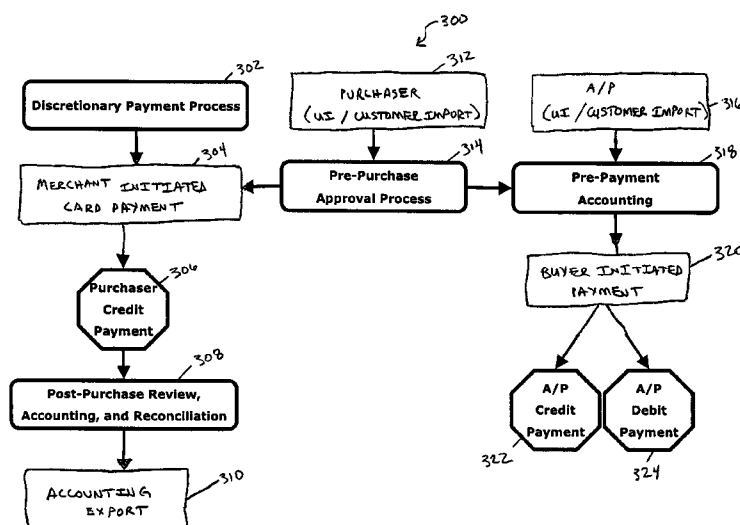 300
302
Discretionary Payment Process
312
PURCHASER
(UI / CUSTOMER IMPORT)
A/P
(UI / CUSTOMER IMPORT)
316
304
MERCHANT INITIATED
CARD PAYMENT
314
Pre-Purchase
Approval Process
318
Pre-Payment
Accounting
306
Purchaser
Credit
Payment
320
BUYER INITIATED
PAYMENT
308
Post-Purchase Review,
Accounting, and Reconciliation
A/P
Credit
Payment
322
A/P
Debit
Payment
324
310
ACCOUNTING
EXPORT